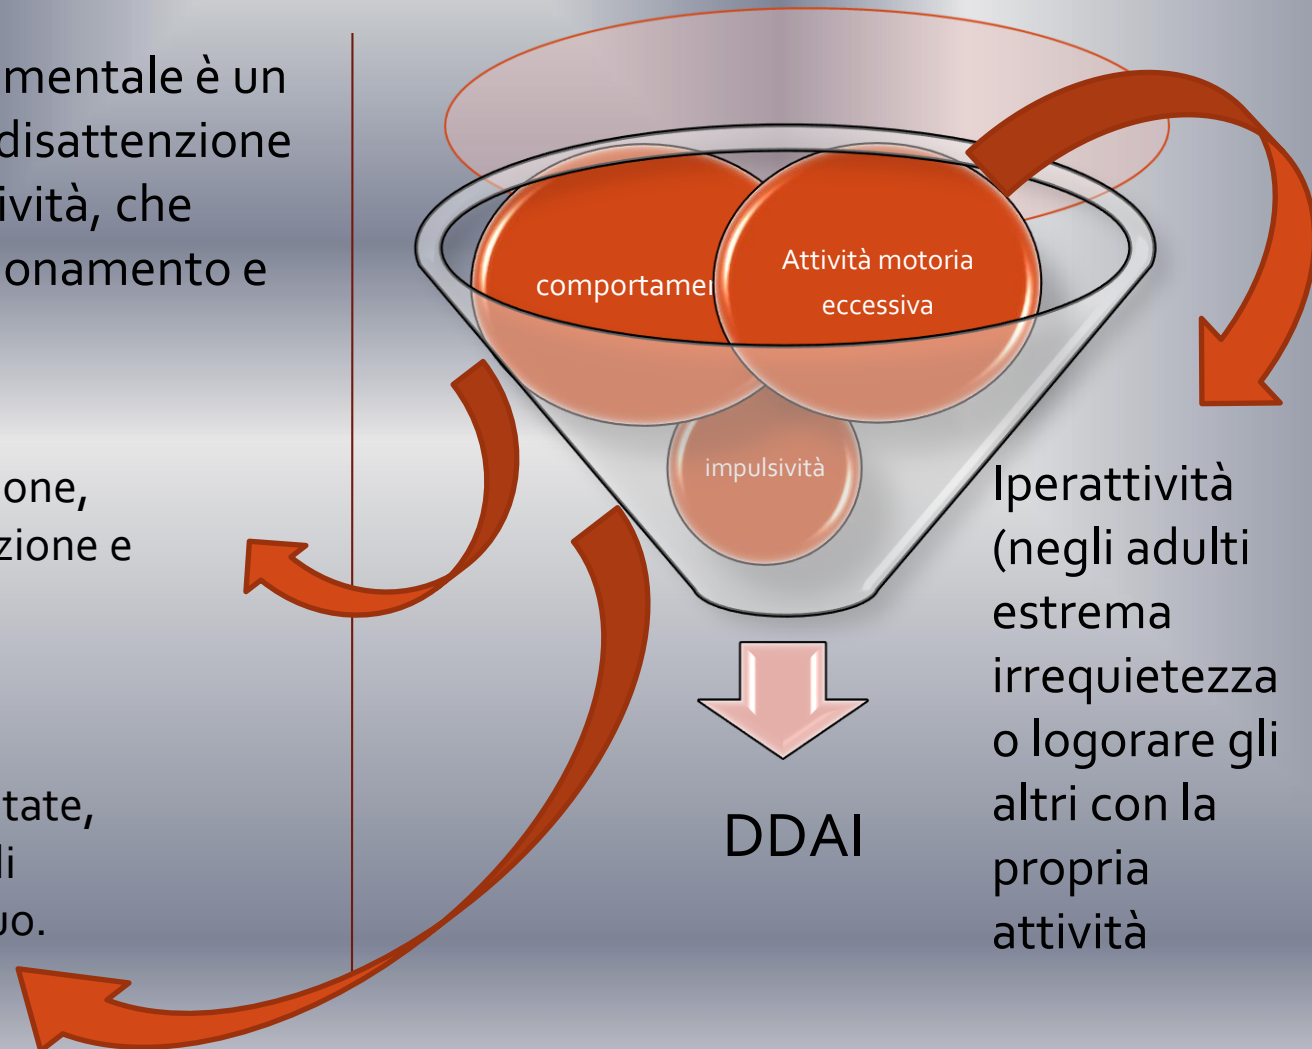 mentale è un
disattenzione
ività, che
onamento e
one,
zione e
tate,
li
uo.
comportamen
Attività motoria
eccessiva
impulsività
DDAI
Iperattività
(negli adulti
estrema
irrequietezza
o logorare gli
altri con la
propria
attività